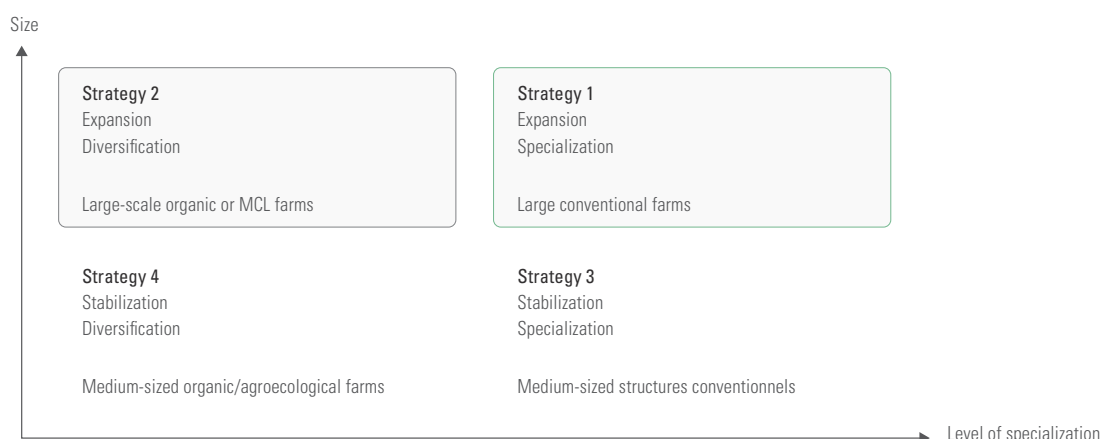 Size
Strategy 2
Expansion
Diversification
Large-scale organic or MCL farms
Strategy 1
Expansion
Specialization
Large conventional farms
Strategy 4
Stabilization
Diversification
Medium-sized organic/agroecological farms
Strategy 3
Stabilization
Specialization
Medium-sized structures conventionnels
Level of specialization